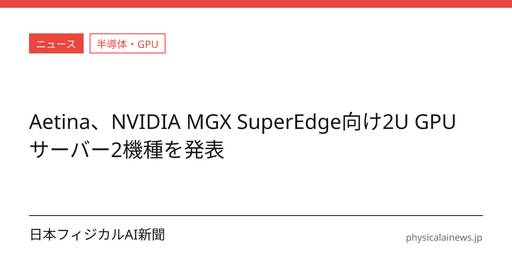 ニュース 半導体・GPU
Aetina、NVIDIA MGX SuperEdge向け2U GPU
サーバー2機種を発表
日本フィジカルAI新聞
physicalainews.jp